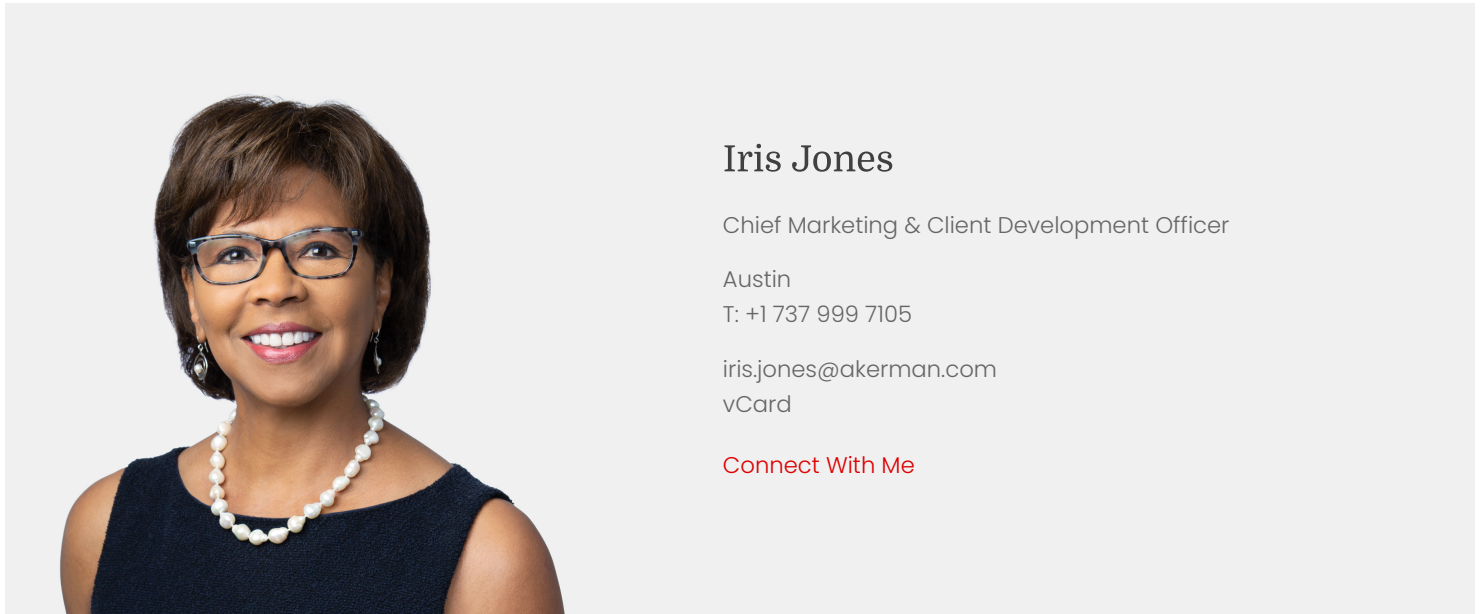 Iris Jones
Chief Marketing & Client Development Officer
Austin
T: +1 737 999 7105
iris.jones@akerman.com
vCard
Connect With Me